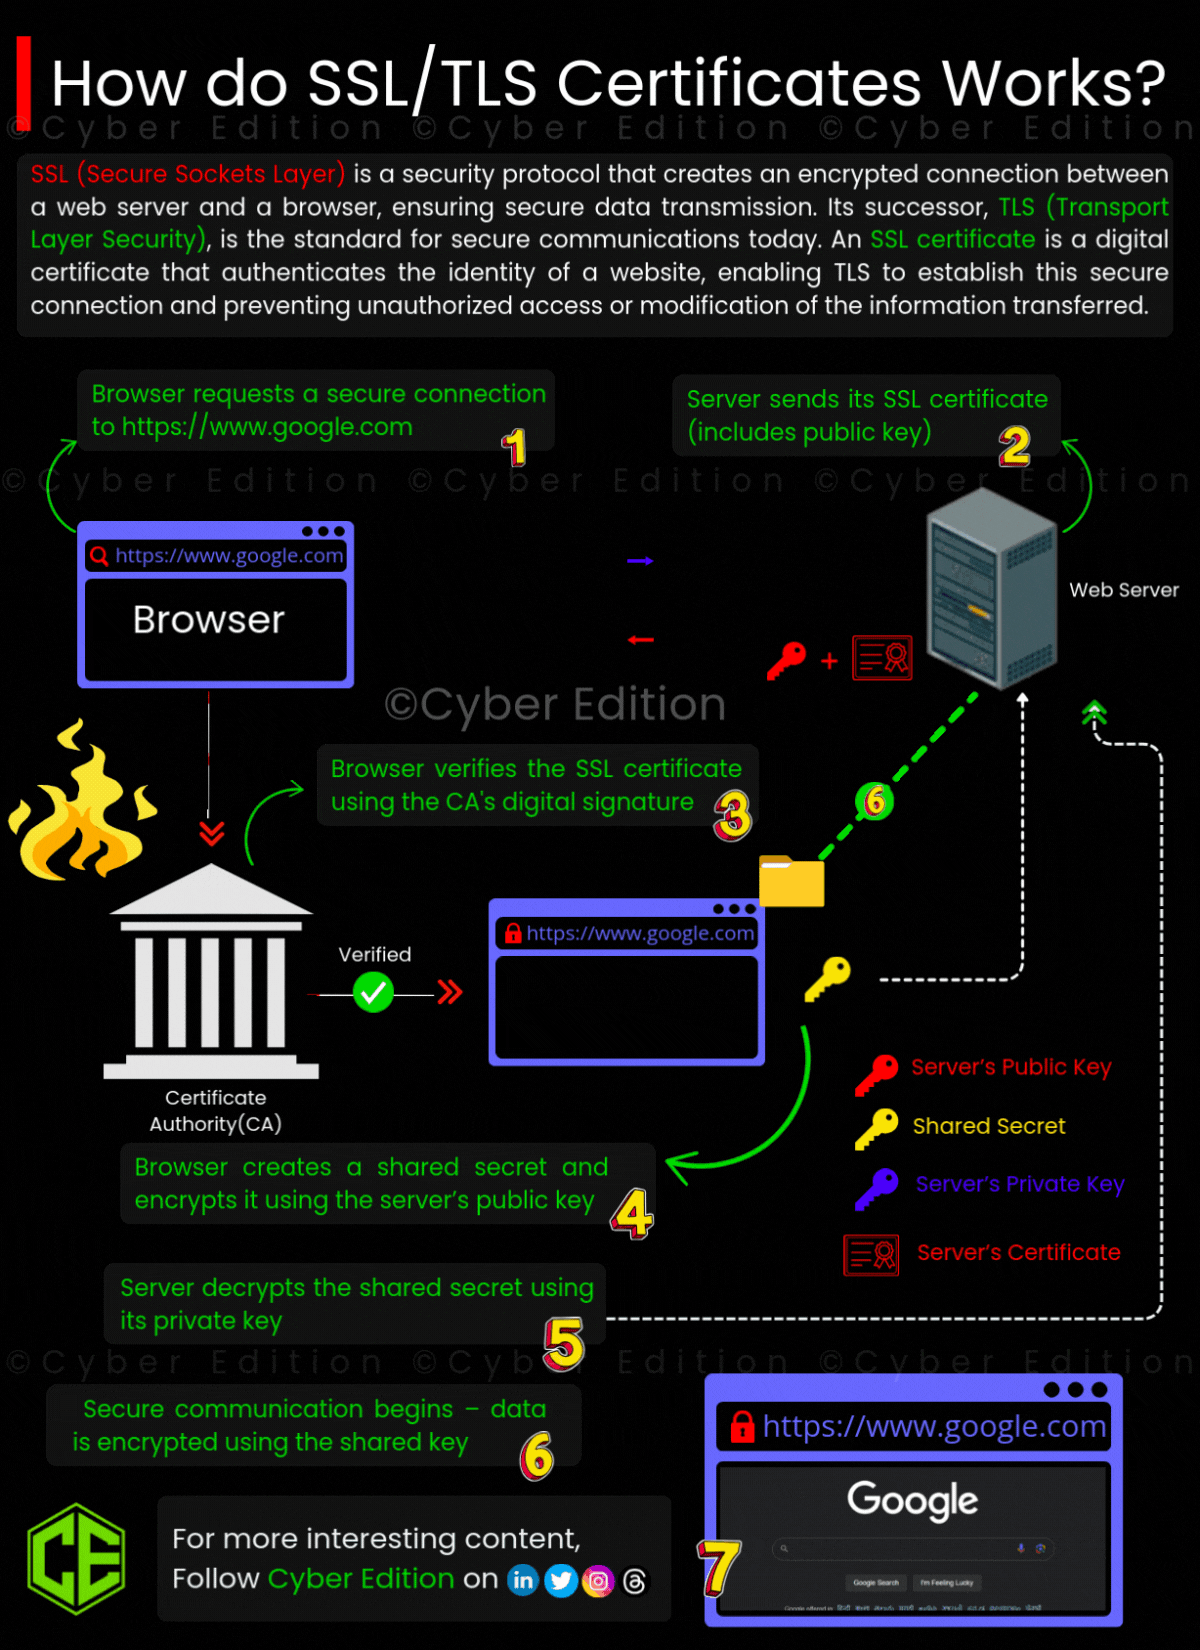 How do SSL/TLS Certificates Works?
©Cyber Edition ©Cyber Edition ©Cyber Edition
SSL (Secure Sockets Layer) is a security protocol that creates an encrypted connection between
a web server and a browser, ensuring secure data transmission. Its successor, TLS (Transport
Layer Security), is the standard for secure communications today. An SSL certificate is a digital
certificate that authenticates the identity of a website, enabling TLS to establish this secure
connection and preventing unauthorized access or modification of the information transferred.
Browser requests a secure connection
to https://www.google.com
1
Server sends its SSL certificate
(includes public key)
2
©Cyber Edition ©Cyber Edition ©Cyber Edition
https://www.google.com
Browser
Web Server
+
©Cyber Edition
Browser verifies the SSL certificate
using the CA's digital signature
3
6
https://www.google.com
Verified
Certificate
Authority(CA)
Server's Public Key
Shared Secret
Server's Private Key
Server's Certificate
Browser creates a shared secret and
encrypts it using the server's public key
4
Server decrypts the shared secret using
its private key
5
©Cyber Edition ©Cyber Edition ©Cyber Edition
Secure communication begins – data
is encrypted using the shared key
6
https://www.google.com
Google
Google Search
I'm Feeling Lucky
Google offered in
7
CE
For more interesting content,
Follow Cyber Edition on